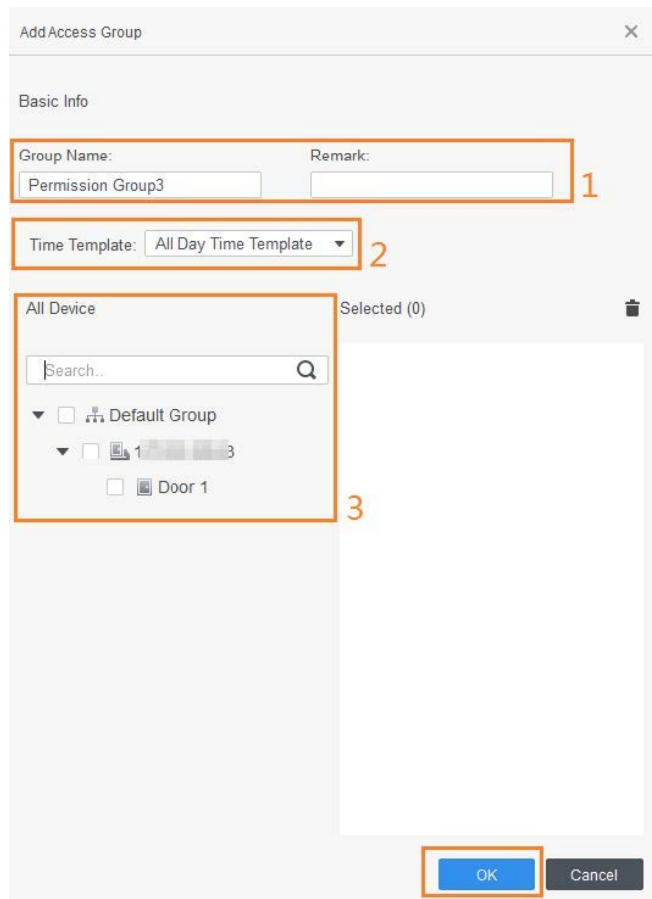 Add Access Group
Basic Info
Group Name: Remark:
Permission Group3
1
Time Template: All Day Time Template
2
All Device Selected (0)
Search..
Default Group
Door 1
3
OK Cancel